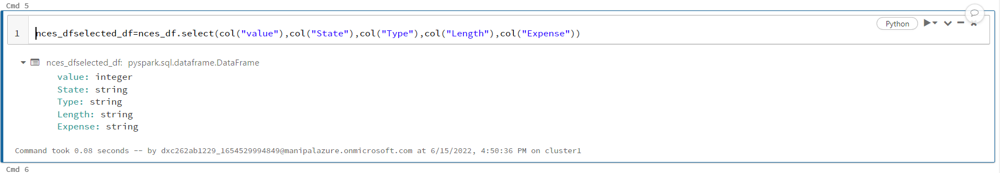 Cmd 5
Python
1 nces_dfselected_df=nces_df.select(col("value"),col("State"),col("Type"),col("Length"),col("Expense"))
nces_dfselected_df: pyspark.sql.dataframe.DataFrame
value: integer
State: string
Type: string
Length: string
Expense: string
Command took 0.08 seconds -- by dxc262ab1229_1654529994849@manipalazure.onmicrosoft.com at 6/15/2022, 4:50:36 PM on cluster1
Cmd 6